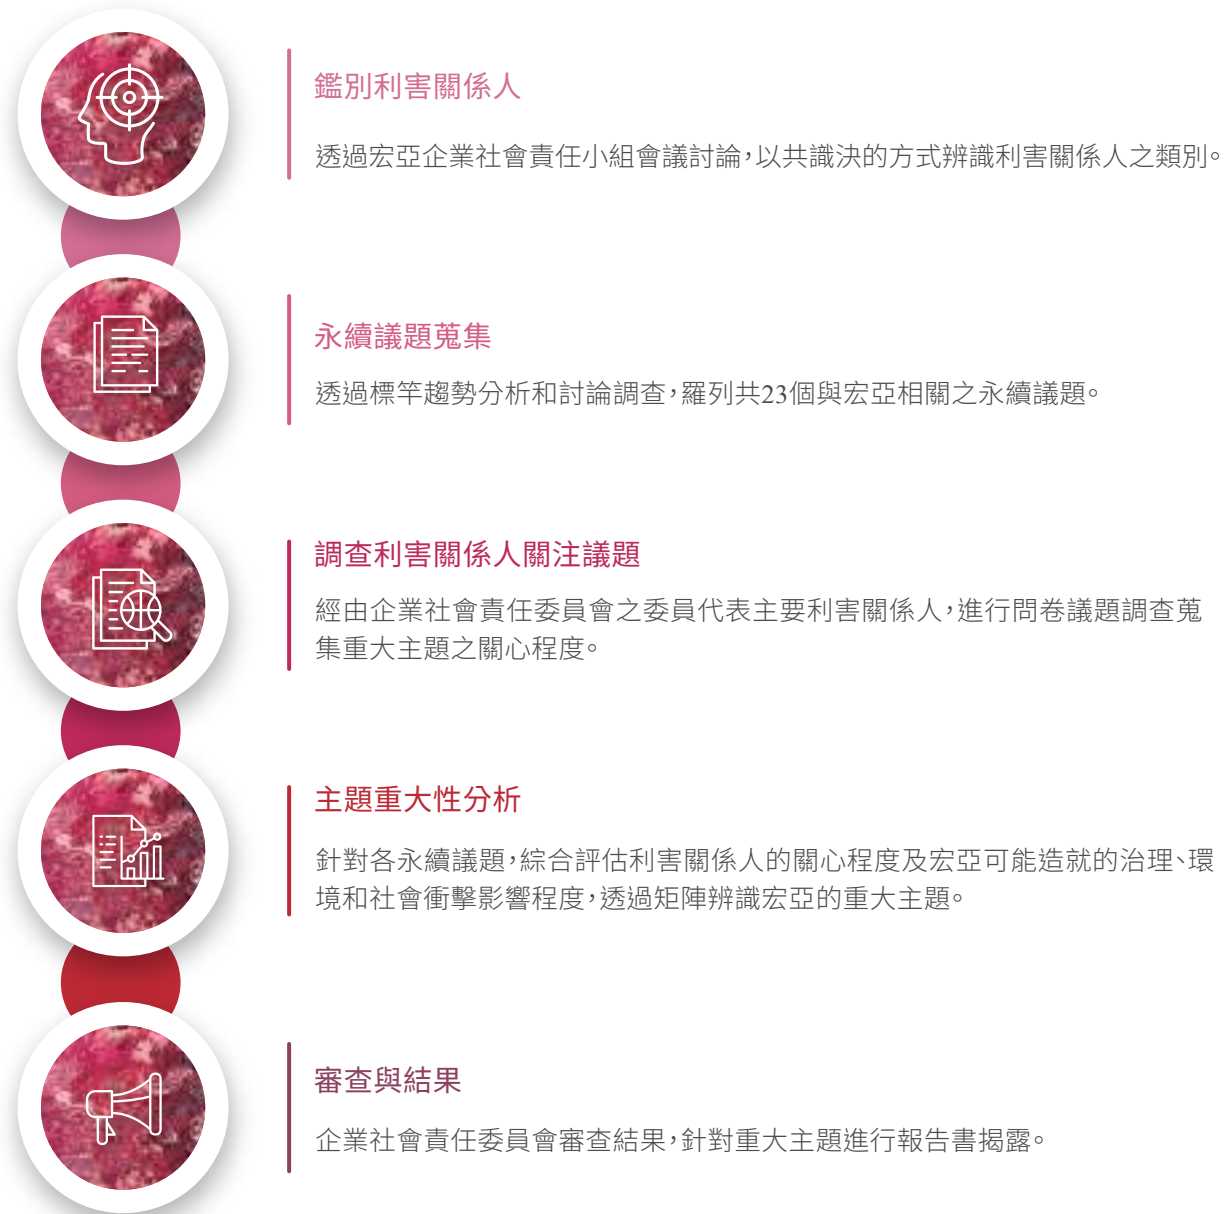 鑑別利害關係人
透過宏亞企業社會責任小組會議討論，以共識決的方式辨識利害關係人之類別。
永續議題蒐集
透過標竿趨勢分析和討論調查，羅列共23個與宏亞相關之永續議題。
調查利害關係人關注議題
經由企業社會責任委員會之委員代表主要利害關係人，進行問卷議題調查蒐
集重大主題之關心程度。
主題重大性分析
針對各永續議題，綜合評估利害關係人的關心程度及宏亞可能造就的治理、環
境和社會衝擊影響程度，透過矩陣辨識宏亞的重大主題。
審查與結果
企業社會責任委員會審查結果，針對重大主題進行報告書揭露。